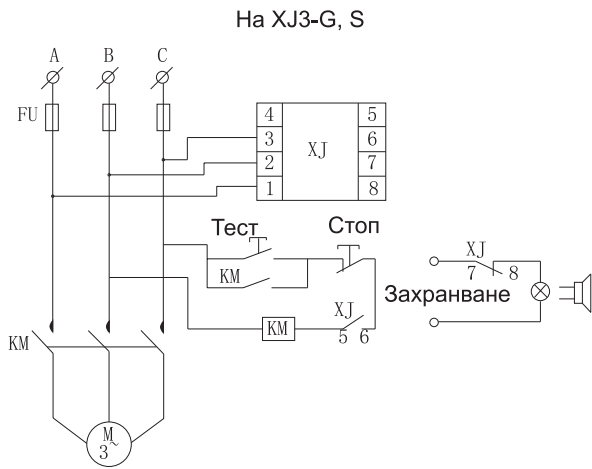 На XJ3-G, S
A B C
FU
4 5
3 XJ 6
2 7
1 8
Тест Стоп
KM
XJ
7 8
Захранване
XJ
KM 5 6
KM
M
3~